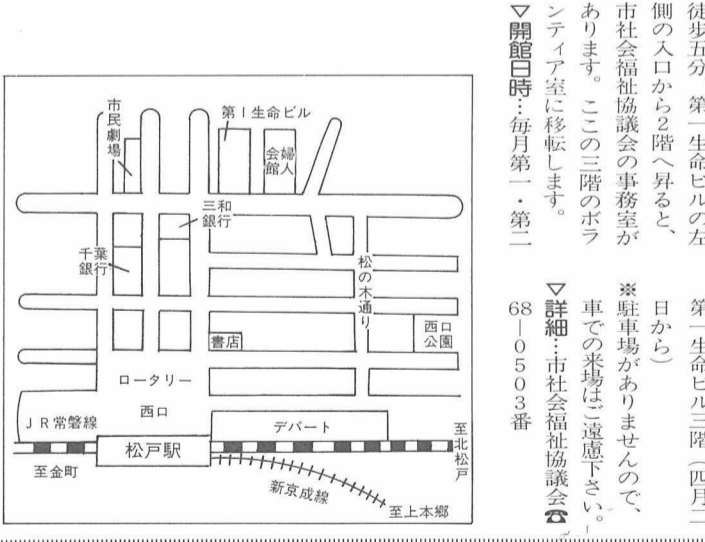 徒歩五分 第一生命ビルの左
側の入口から2階へ昇ると、
市社会福祉協議会の事務室が
あります。ここの三階のボラ
ンティア室に移転します。
▽開館日時…毎月第一・第二
第一生命ビル三階（四月二
日から）
※駐車場がありませんので、
車での来場はご遠慮下さい。
▽詳細…市社会福祉協議会☎
68―0503番
市民劇場
第1生命ビル
婦人会館
三和
銀行
千葉
銀行
松の木通り
書店
西口
公園
ロータリー
西口
JR常磐線
デパート
松戸駅
至北松戸
至金町
新京成線
至上本郷